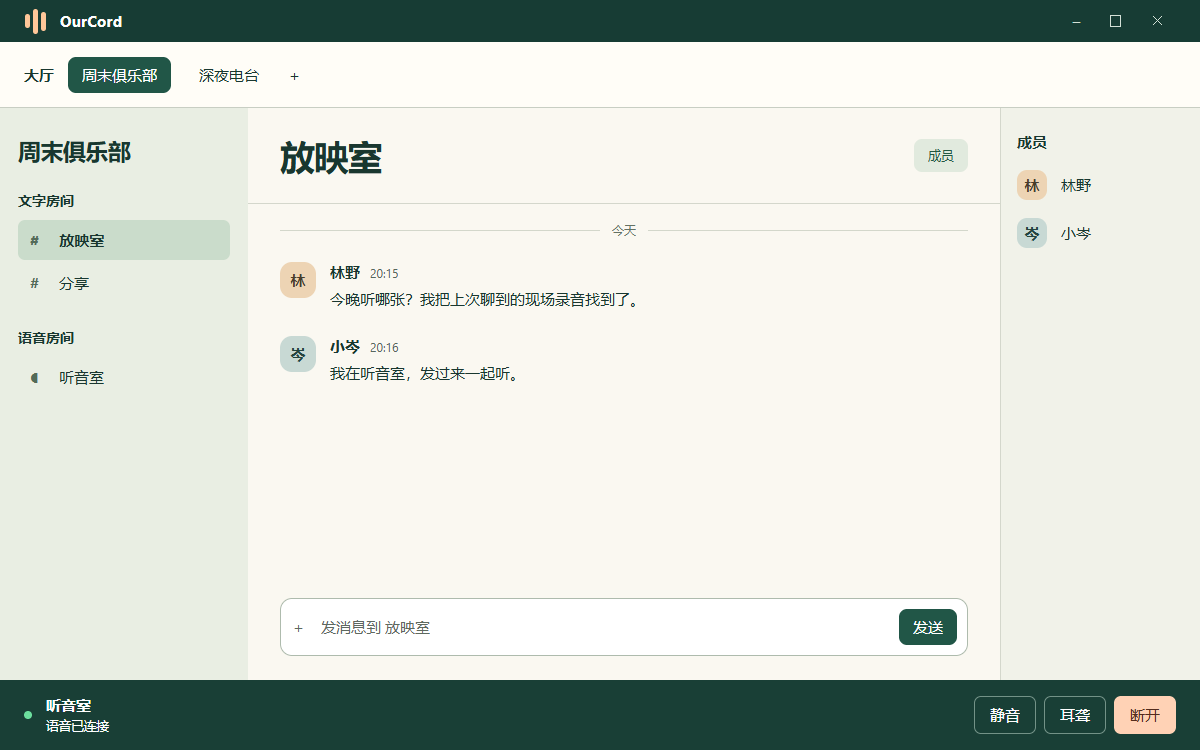 OurCord
大厅 周末俱乐部 深夜电台 +
周末俱乐部
文字房间
# 放映室
# 分享
语音房间
听音室
放映室
成员
今天
林 林野 20:15
今晚听哪张？我把上次聊到的现场录音找到了。
岑 小岑 20:16
我在听音室，发过来一起听。
+ 发消息到 放映室 发送
成员
林 林野
岑 小岑
听音室
语音已连接
静音 耳聋 断开